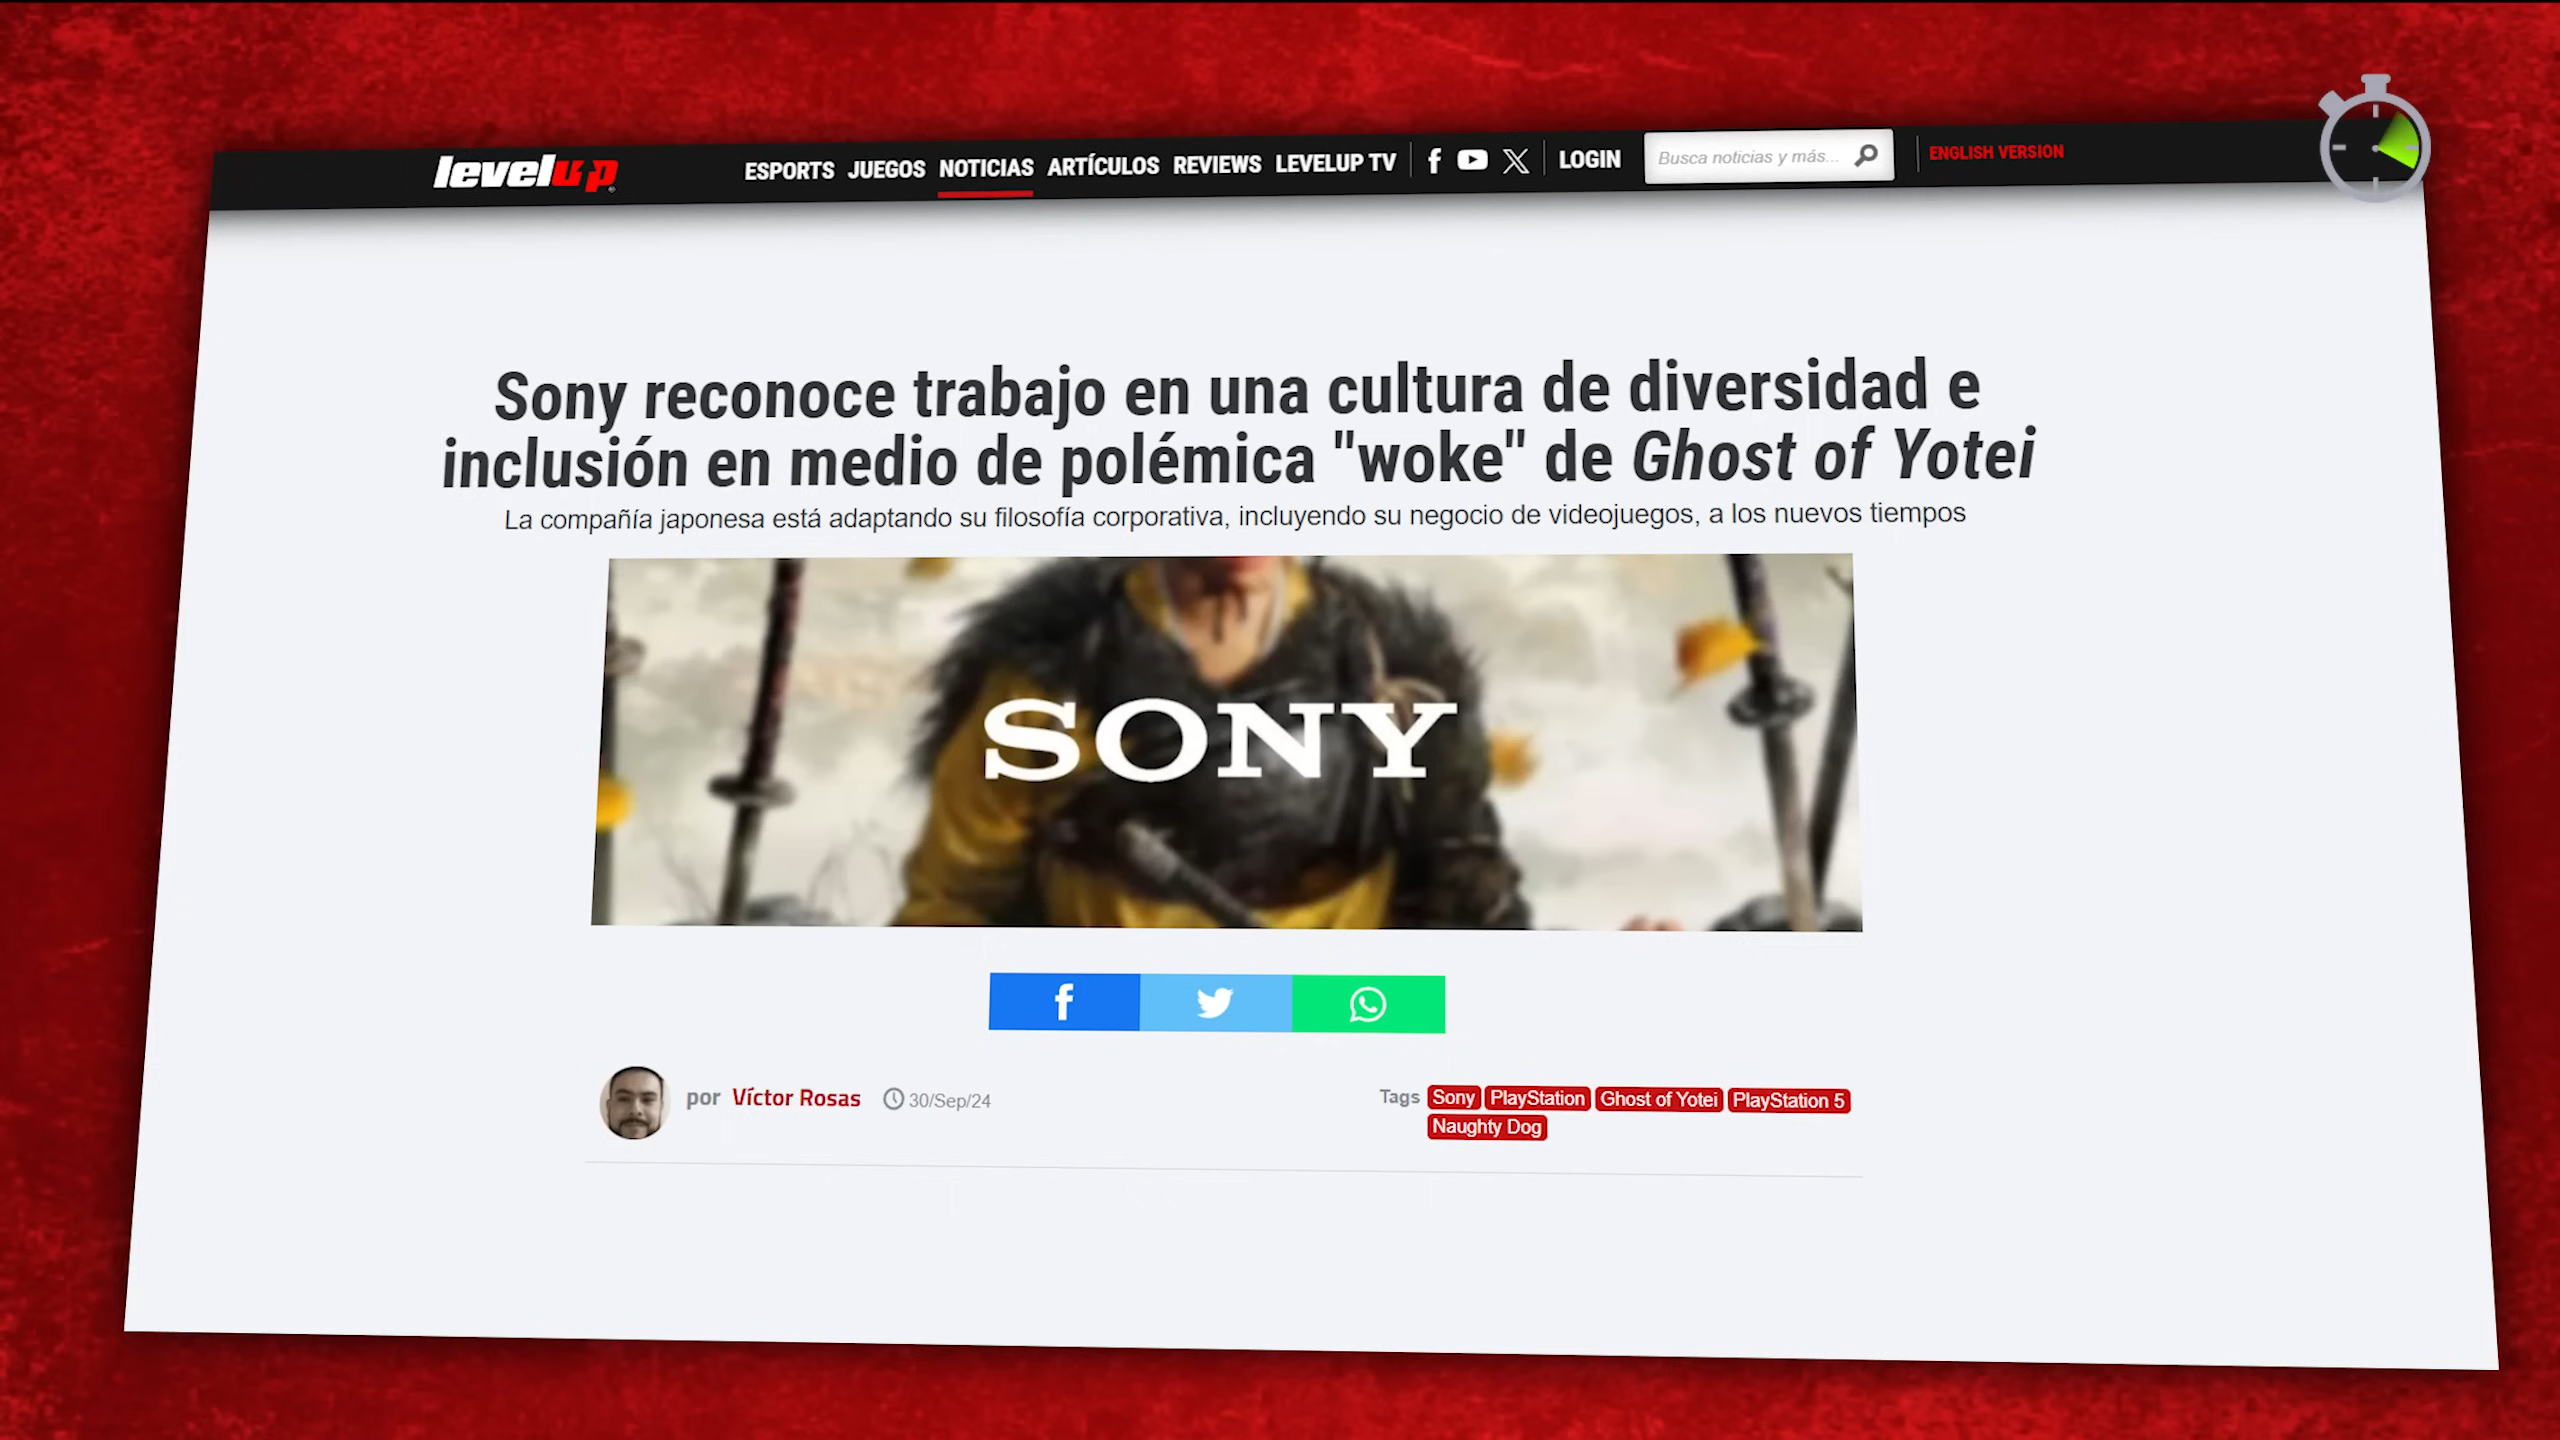 levelup
ESPORTS JUEGOS NOTICIAS ARTÍCULOS REVIEWS LEVELUP TV LOGIN Busca noticias y más... ENGLISH VERSION
Sony reconoce trabajo en una cultura de diversidad e
inclusión en medio de polémica "woke" de Ghost of Yotei
La compañía japonesa está adaptando su filosofía corporativa, incluyendo su negocio de videojuegos, a los nuevos tiempos
SONY
por Víctor Rosas 30/Sep/24
Tags Sony PlayStation Ghost of Yotei PlayStation 5
Naughty Dog